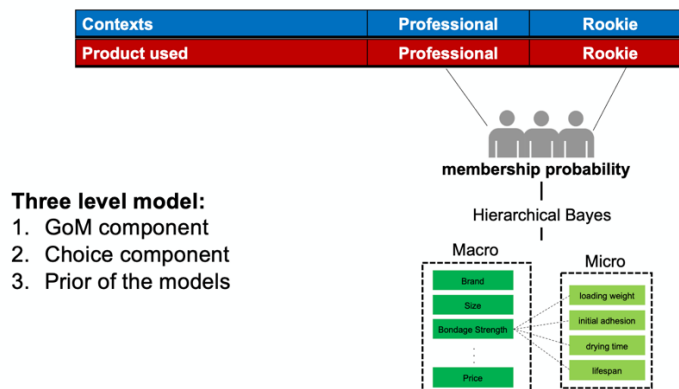 Contexts Professional Rookie
Product used Professional Rookie
membership probability
Three level model:
1. GoM component
2. Choice component
3. Prior of the models
Hierarchical Bayes
Macro
Brand
Size
Bondage Strength
Price
Micro
loading weight
initial adhesion
drying time
lifespan